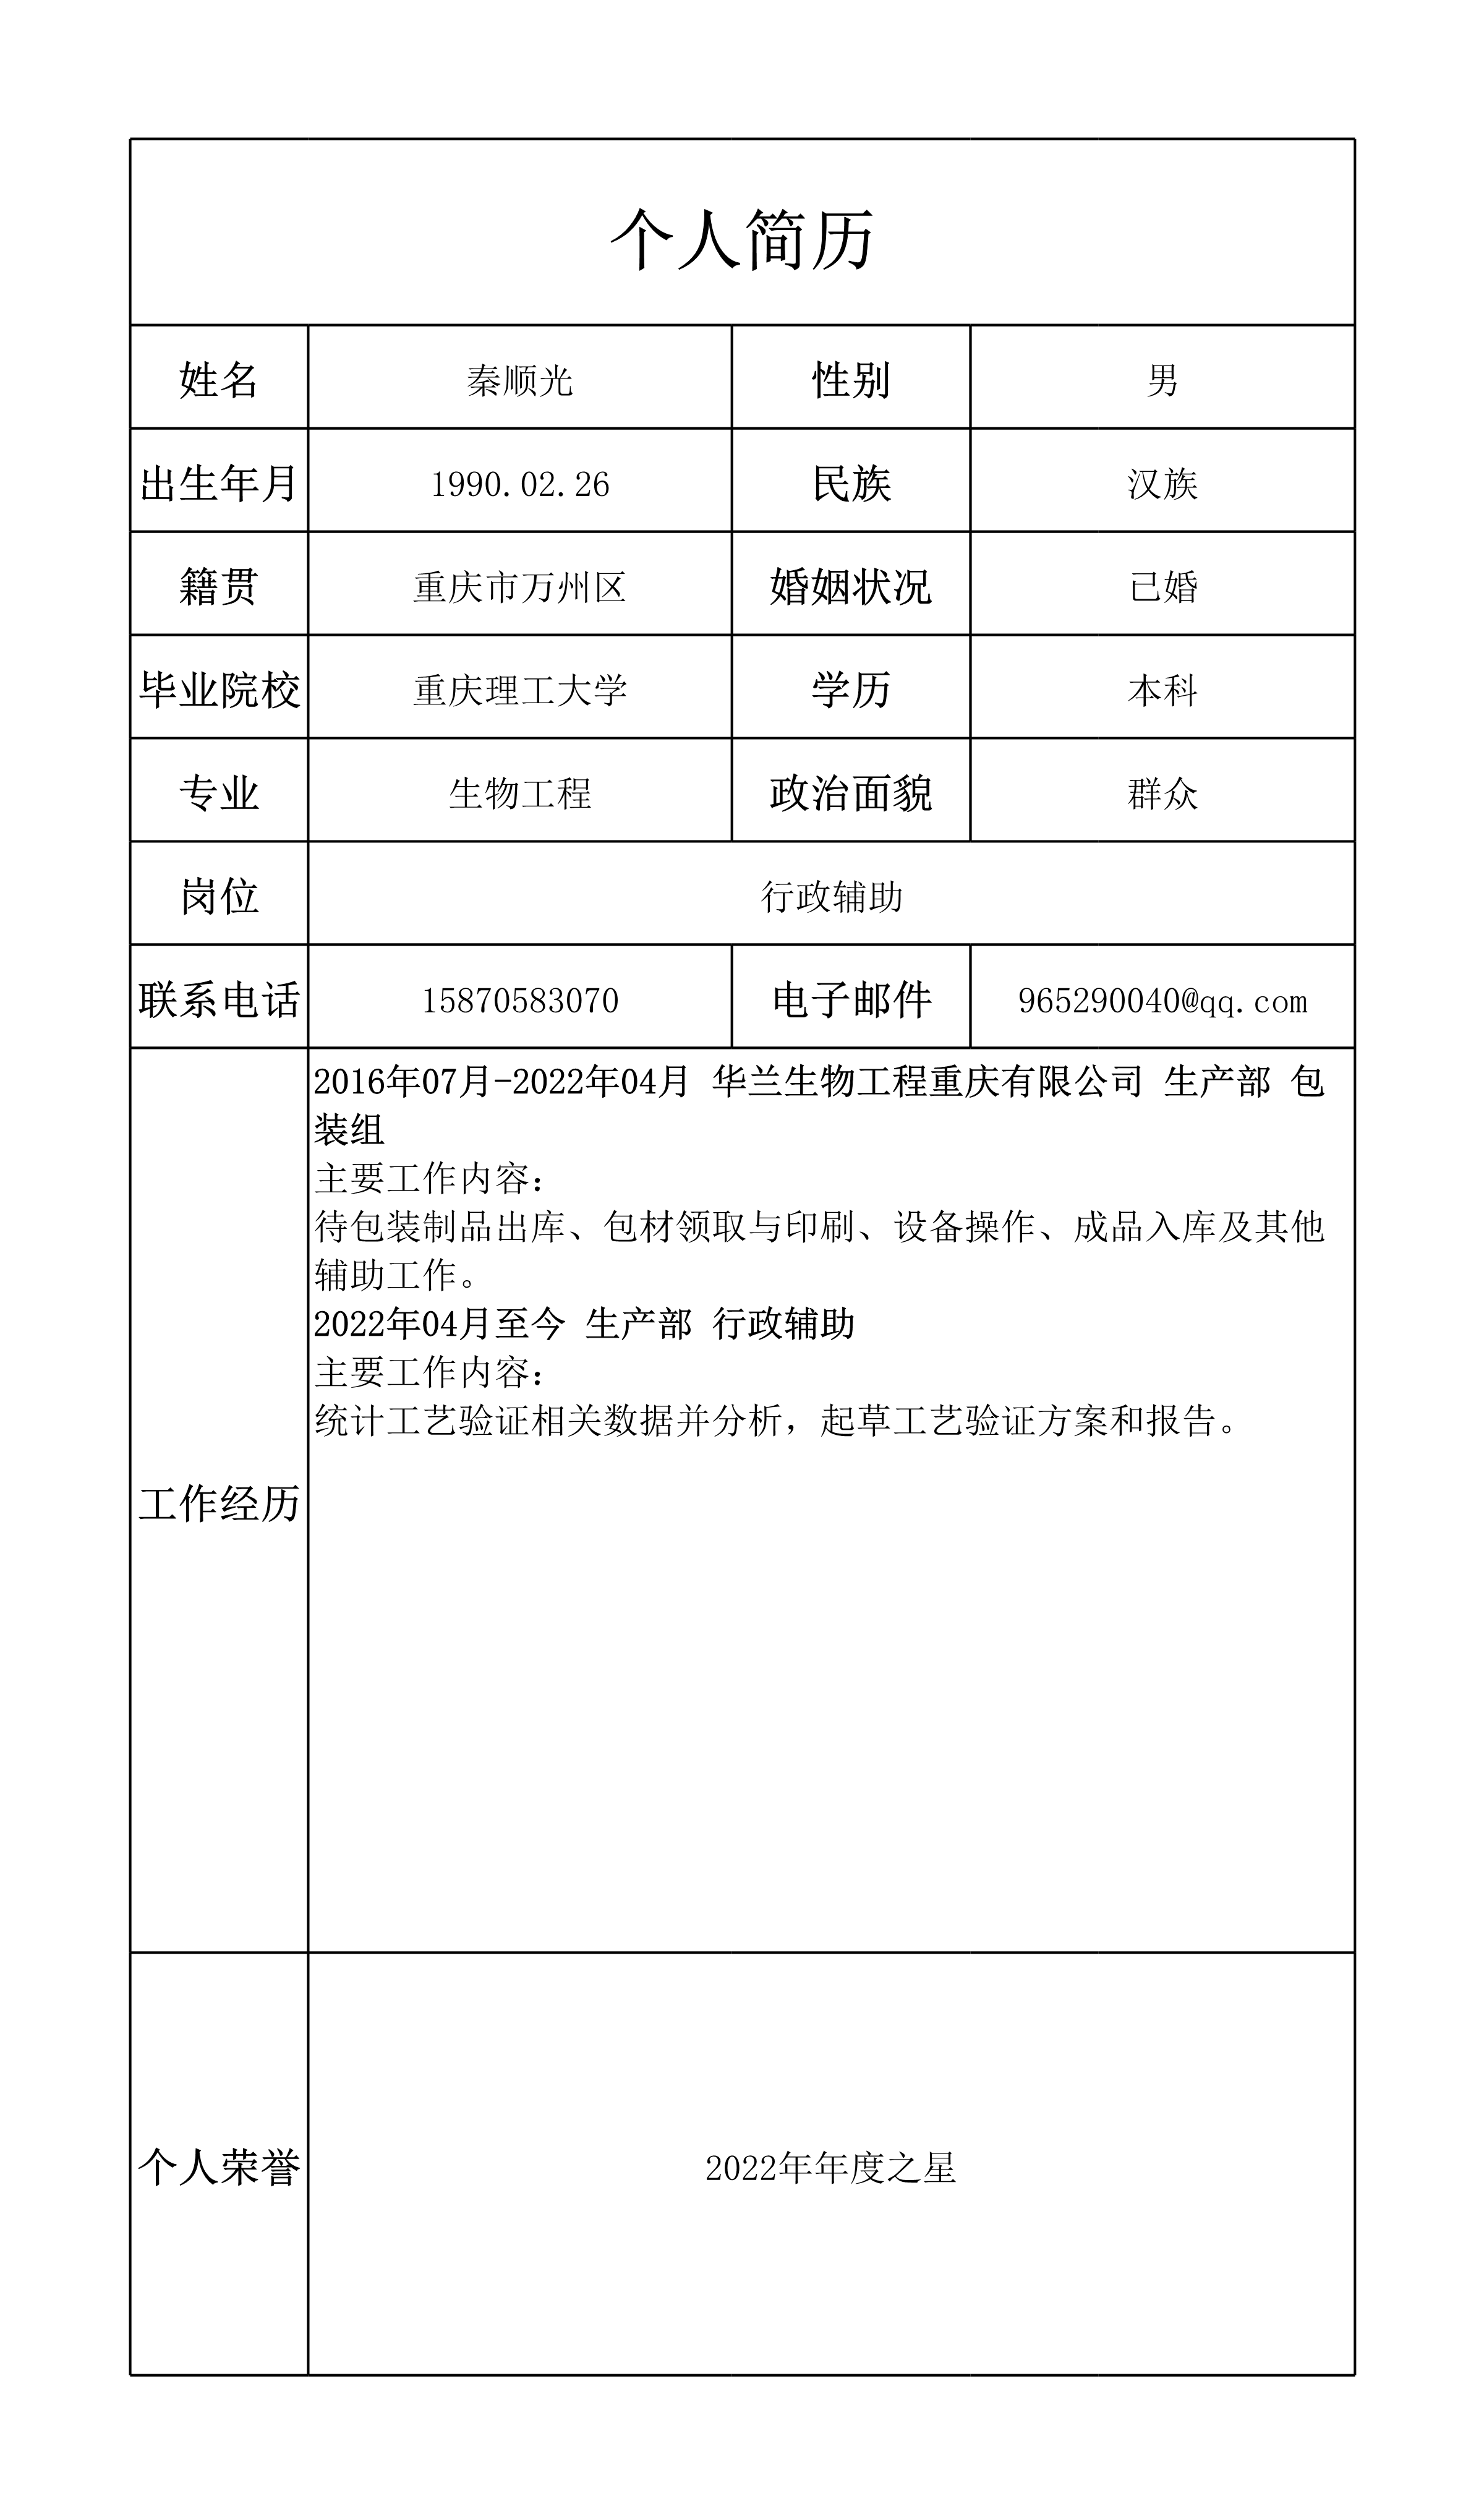 个人简历
姓名 秦顺光 性别 男
出生年月 1990.02.26 民族 汉族
籍贯 重庆市万州区 婚姻状况 已婚
毕业院校 重庆理工大学 学历 本科
专业 生物工程 政治面貌 群众
岗位 行政辅助
联系电话 15870583070 电子邮件 965290040@qq.com
2016年07月-2022年04月 华兰生物工程重庆有限公司 生产部 包
装组
主要工作内容：
待包装制品出库、包材领取与印刷、设备操作、成品入库及其他
辅助工作。
2022年04月至今 生产部 行政辅助
主要工作内容：
统计工艺验证相关数据并分析，起草工艺验证方案和报告。
工作经历
个人荣誉 2022年年度之星